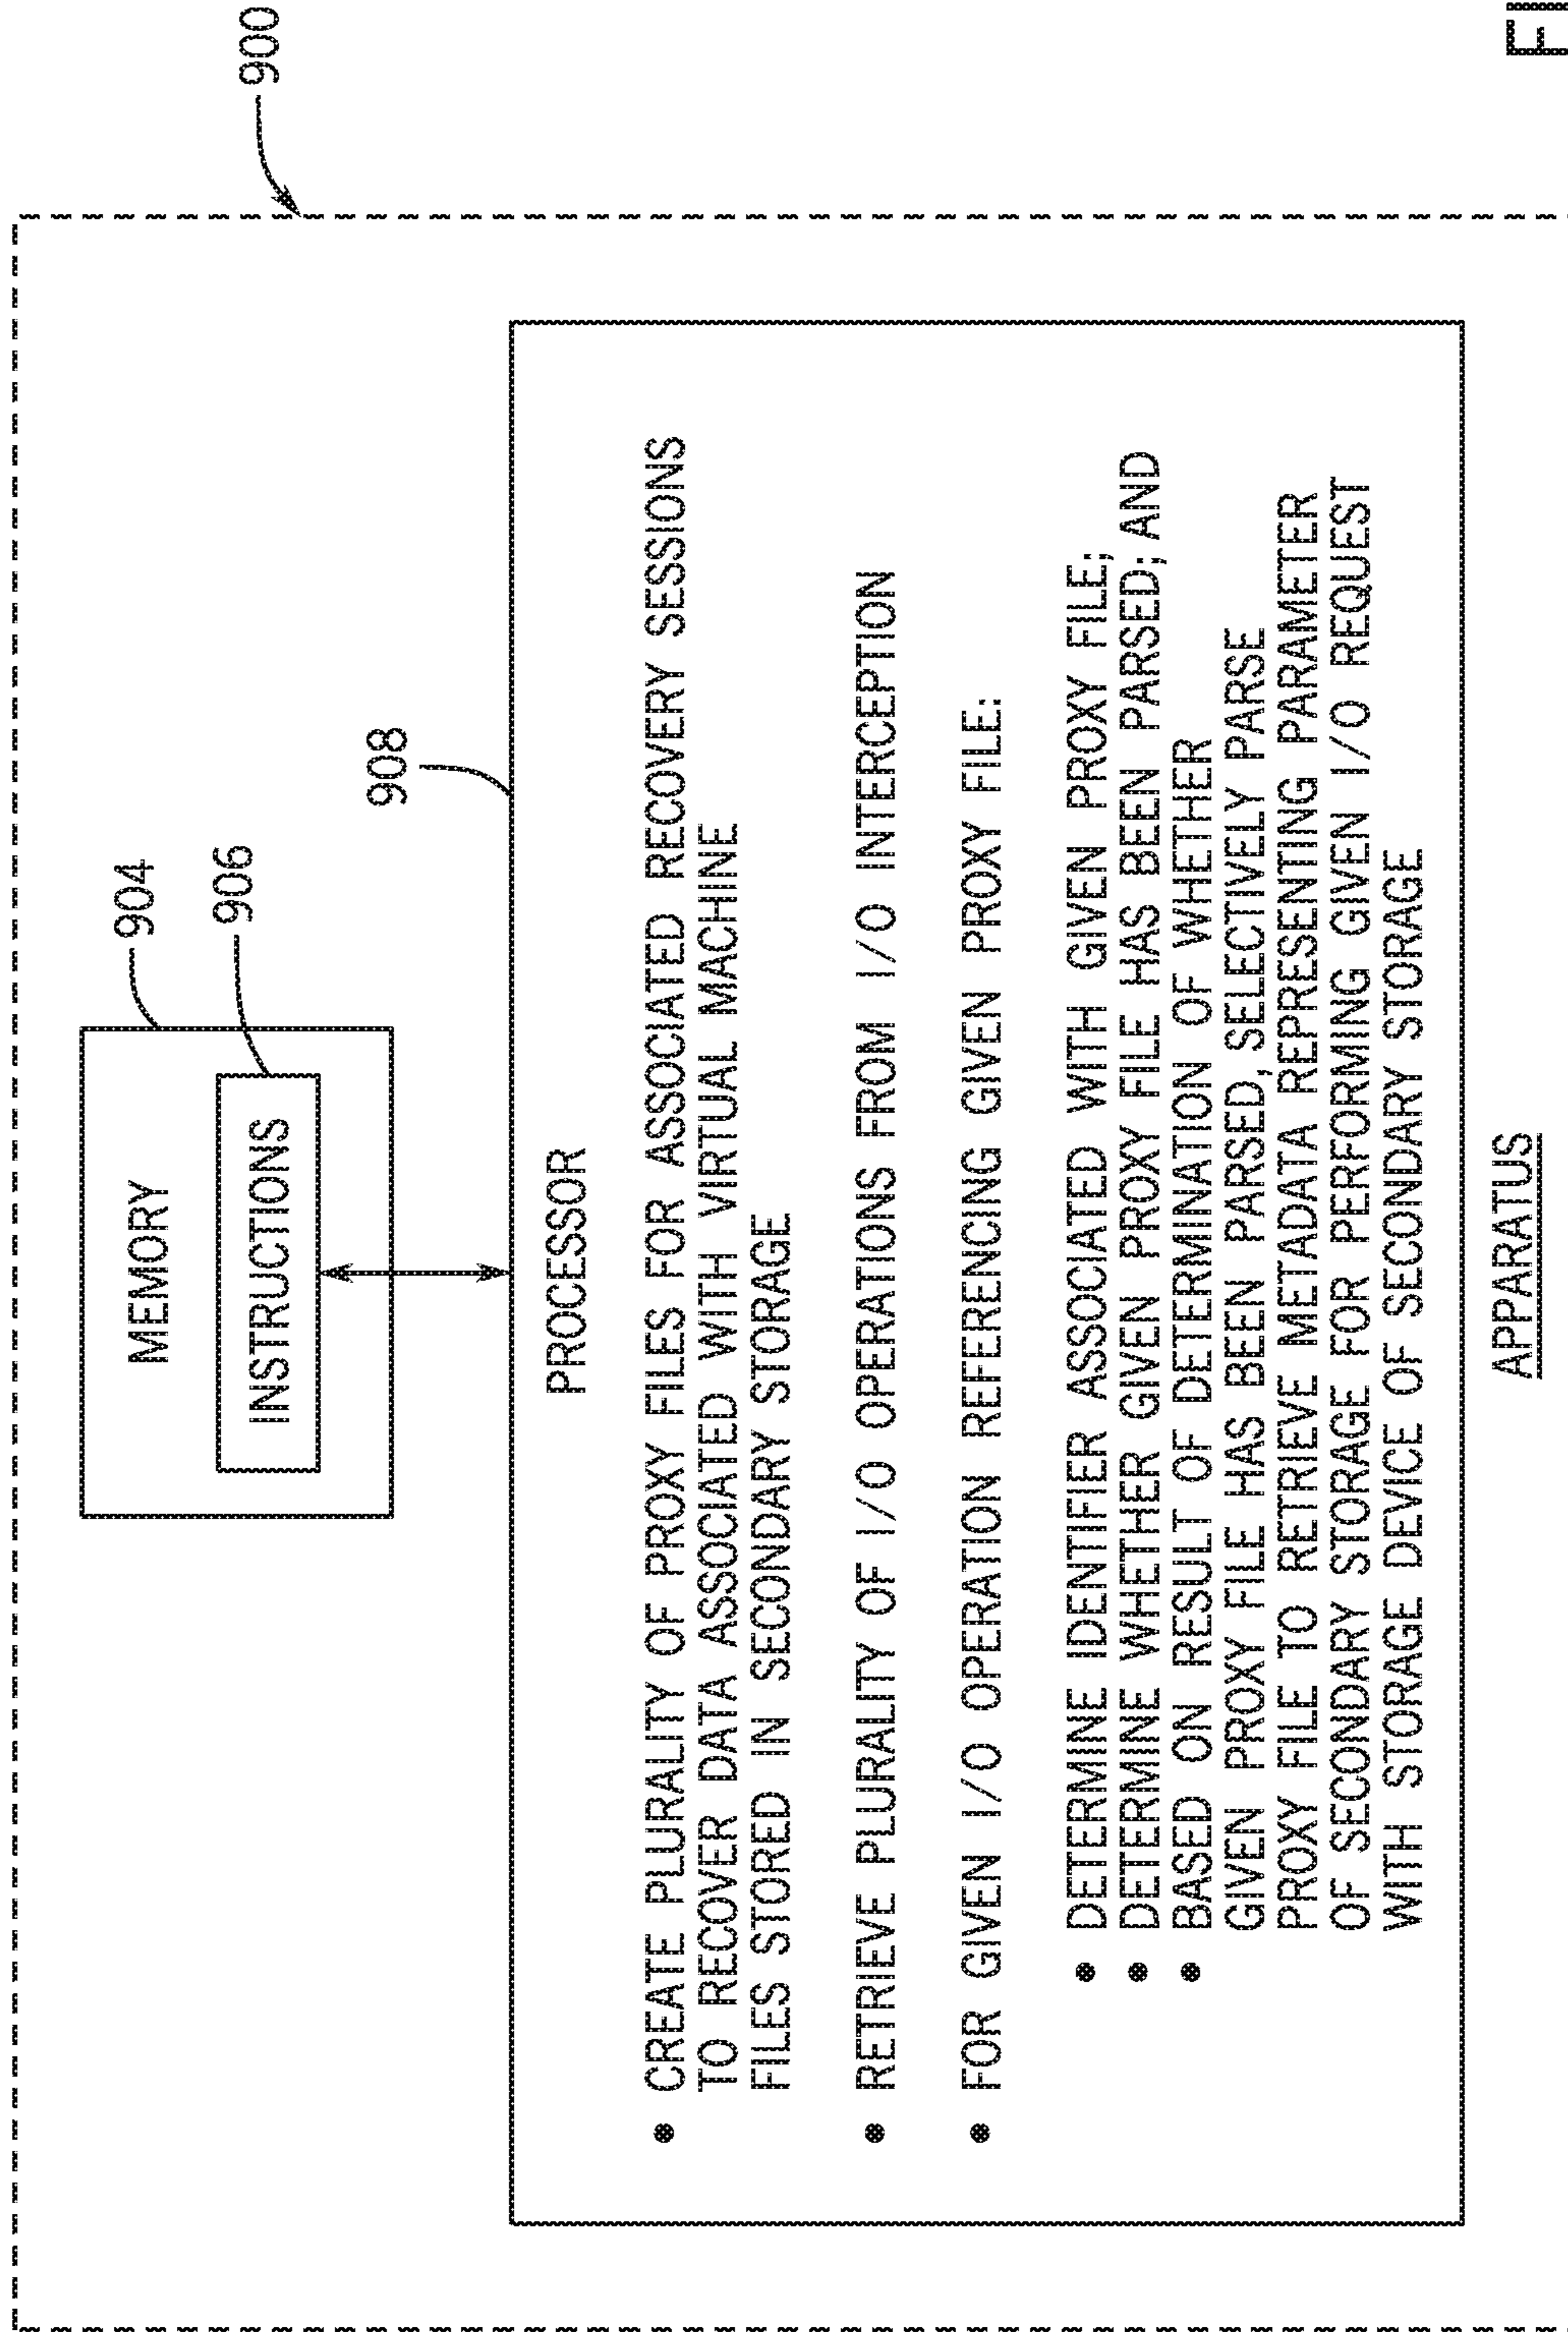 900
904
906
MEMORY
INSTRUCTIONS
908
PROCESSOR
• CREATE PLURALITY OF PROXY FILES FOR ASSOCIATED RECOVERY SESSIONS
TO RECOVER DATA ASSOCIATED WITH VIRTUAL MACHINE
FILES STORED IN SECONDARY STORAGE
• RETRIEVE PLURALITY OF I/O OPERATIONS FROM I/O INTERCEPTION
• FOR GIVEN I/O OPERATION REFERENCING GIVEN PROXY FILE:
• DETERMINE IDENTIFIER ASSOCIATED WITH GIVEN PROXY FILE;
• DETERMINE WHETHER GIVEN PROXY FILE HAS BEEN PARSED; AND
• BASED ON RESULT OF DETERMINATION OF WHETHER
GIVEN PROXY FILE HAS BEEN PARSED, SELECTIVELY PARSE
PROXY FILE TO RETRIEVE METADATA REPRESENTING PARAMETER
OF SECONDARY STORAGE FOR PERFORMING GIVEN I/O REQUEST
WITH STORAGE DEVICE OF SECONDARY STORAGE
APPARATUS